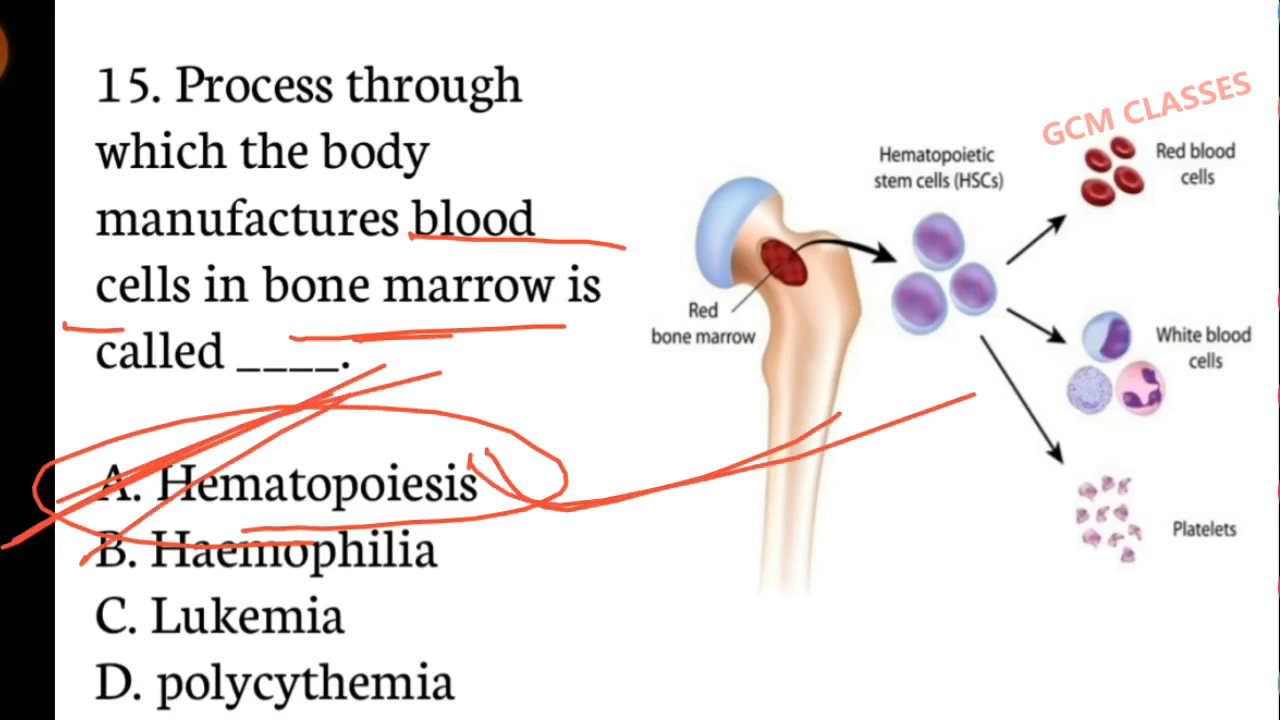 15. Process through
which the body
manufactures blood
cells in bone marrow is
called ____.
A. Hematopoiesis
B. Haemophilia
C. Lukemia
D. polycythemia
GCM CLASSES
Hematopoietic
stem cells (HSCs)
Red blood
cells
Red
bone marrow
White blood
cells
Platelets